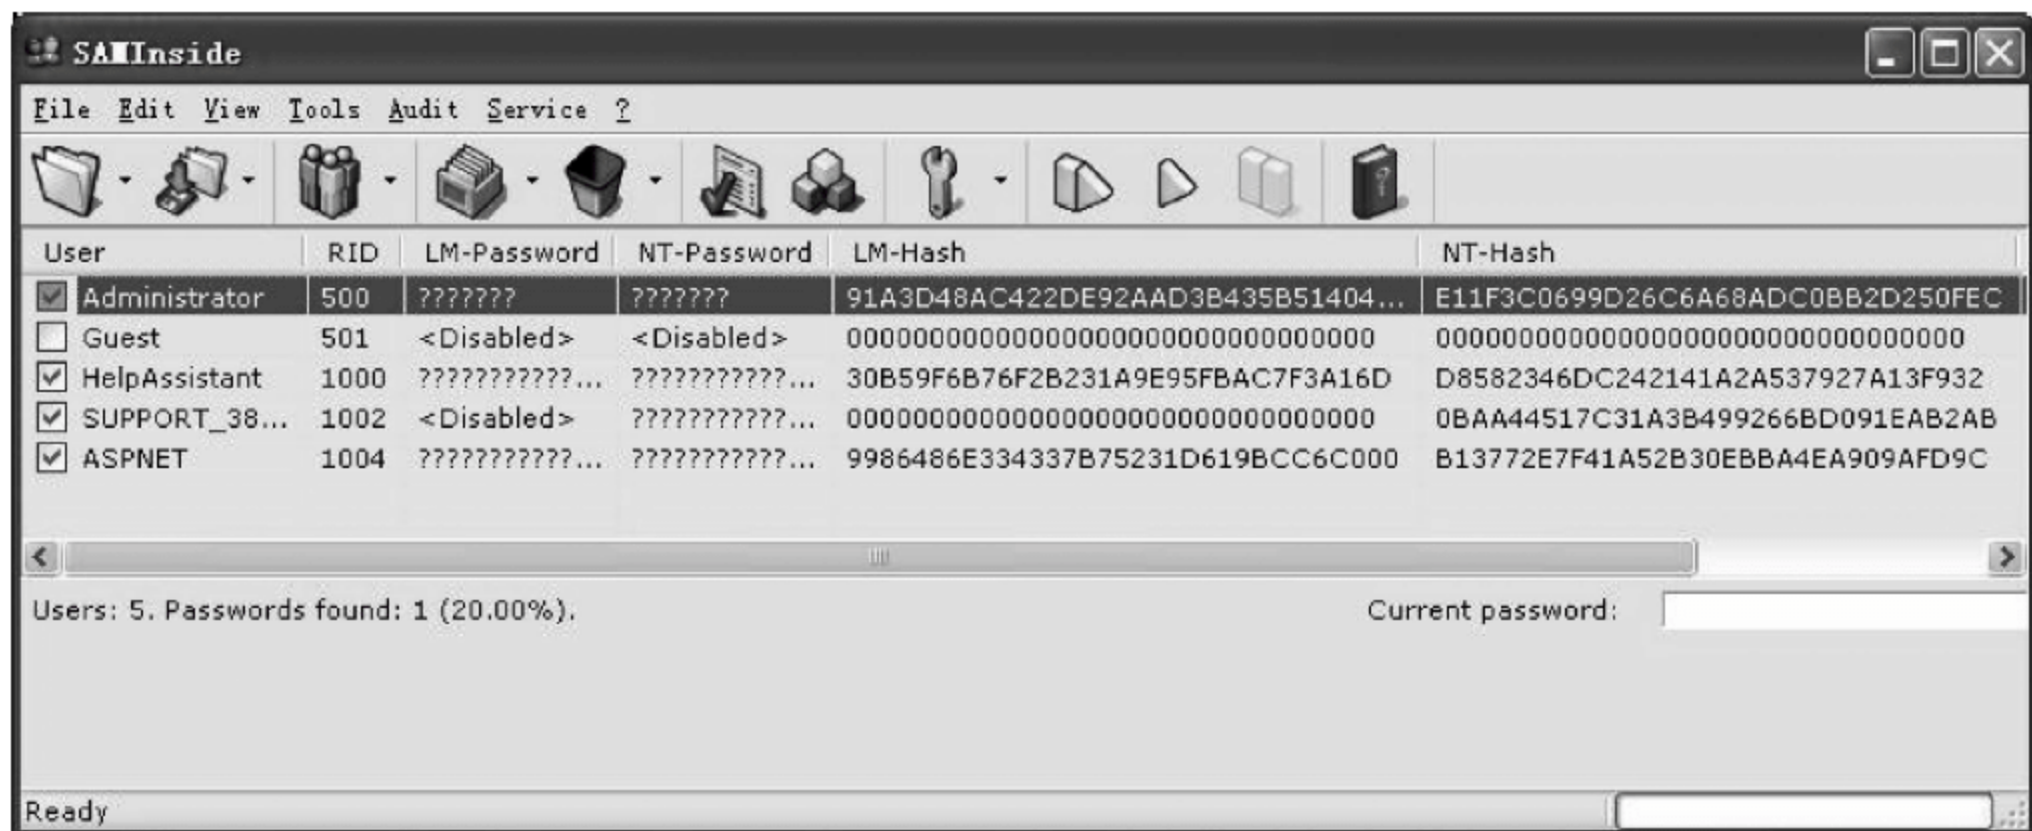 SAMInside
File Edit View Tools Audit Service ?
User RID LM-Password NT-Password LM-Hash NT-Hash
Administrator 500 ??????? ??????? 91A3D48AC422DE92AAD3B435B51404... E11F3C0699D26C6A68ADC0BB2D250FEC
Guest 501 <Disabled> <Disabled> 00000000000000000000000000000000 00000000000000000000000000000000
HelpAssistant 1000 ???????????... ???????????... 30B59F6B76F2B231A9E95FBAC7F3A16D D8582346DC242141A2A537927A13F932
SUPPORT_38... 1002 <Disabled> ???????????... 00000000000000000000000000000000 0BAA44517C31A3B499266BD091EAB2AB
ASPNET 1004 ???????????... ???????????... 9986486E334337B75231D619BCC6C000 B13772E7F41A52B30EBBA4EA909AFD9C
Users: 5. Passwords found: 1 (20.00%).
Current password:
Ready